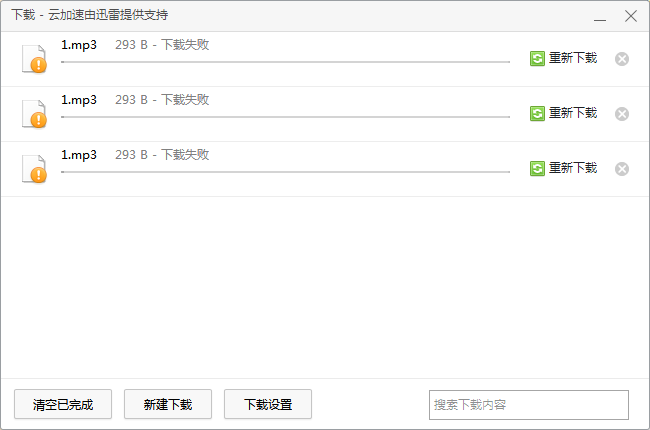 下载 - 云加速由迅雷提供支持
1.mp3 293 B - 下载失败 重新下载
1.mp3 293 B - 下载失败 重新下载
1.mp3 293 B - 下载失败 重新下载
清空已完成 新建下载 下载设置 搜索下载内容